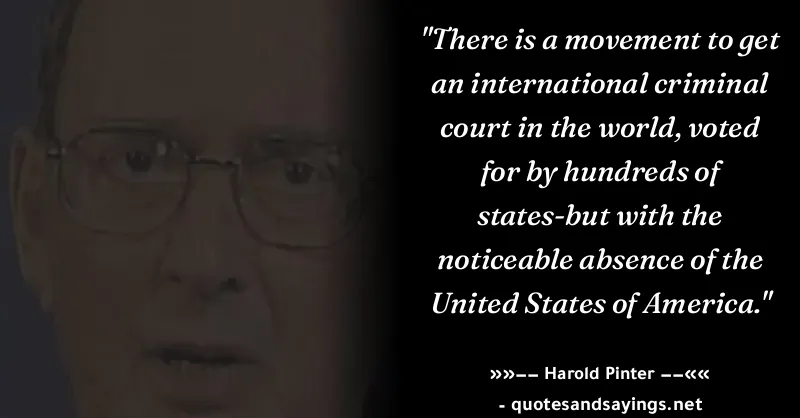 "There is a movement to get
an international criminal
court in the world, voted
for by hundreds of
states-but with the
noticeable absence of the
United States of America."
»»−− Harold Pinter −−««
- quotesandsayings.net